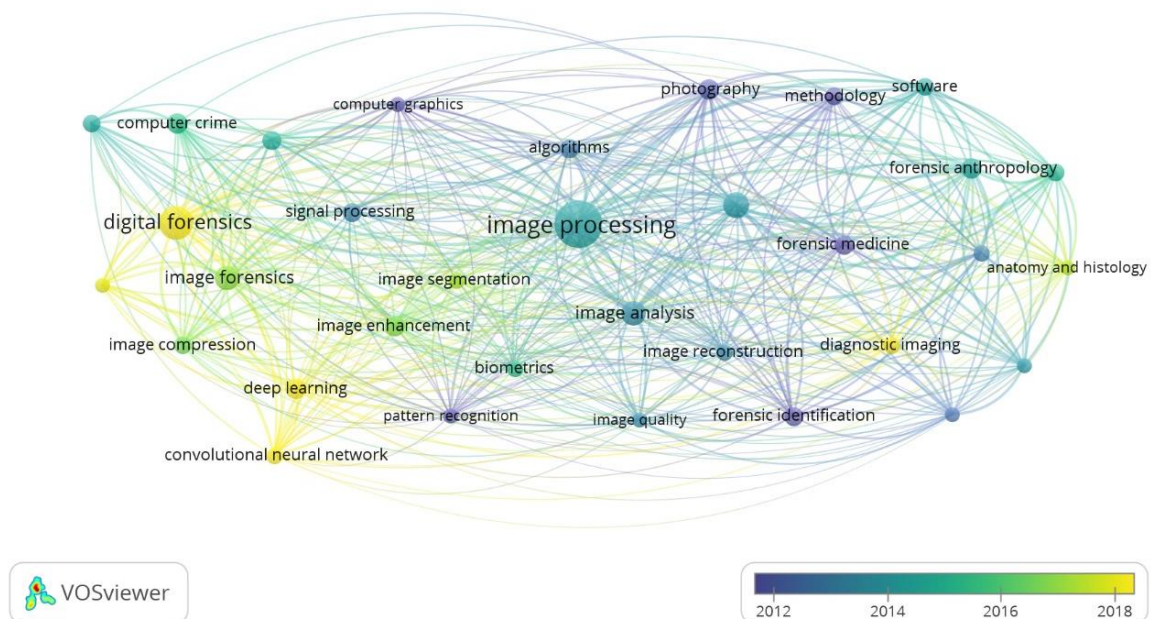 photography
software
methodology
computer graphics
computer crime
algorithms
forensic anthropology
digital forensics
signal processing
image processing
forensic medicine
anatomy and histology
image forensics
image segmentation
image analysis
image enhancement
image compression
image reconstruction
diagnostic imaging
biometrics
deep learning
pattern recognition
image quality
forensic identification
convolutional neural network
VOSviewer
2012 2014 2016 2018